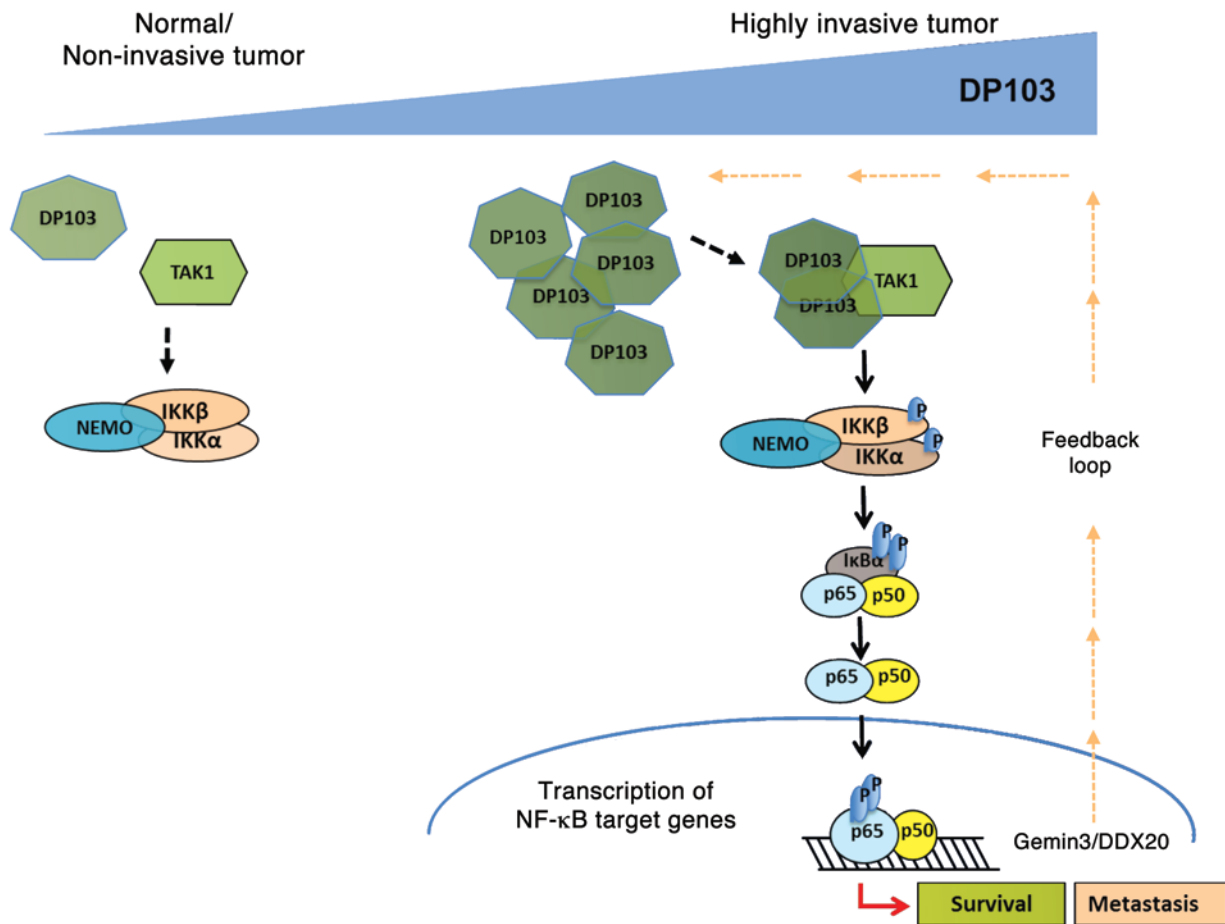 Normal/
Non-invasive tumor
Highly invasive tumor
DP103
DP103
TAK1
NEMO
IKKβ
IKKα
DP103
DP103
DP103
DP103
DP103
DP103
DP103
TAK1
NEMO
IKKβ
IKKα
P
P
Feedback
loop
P
P
IκBα
p65
p50
p65
p50
Transcription of
NF-κB target genes
P
P
p65
p50
Gemin3/DDX20
Survival
Metastasis